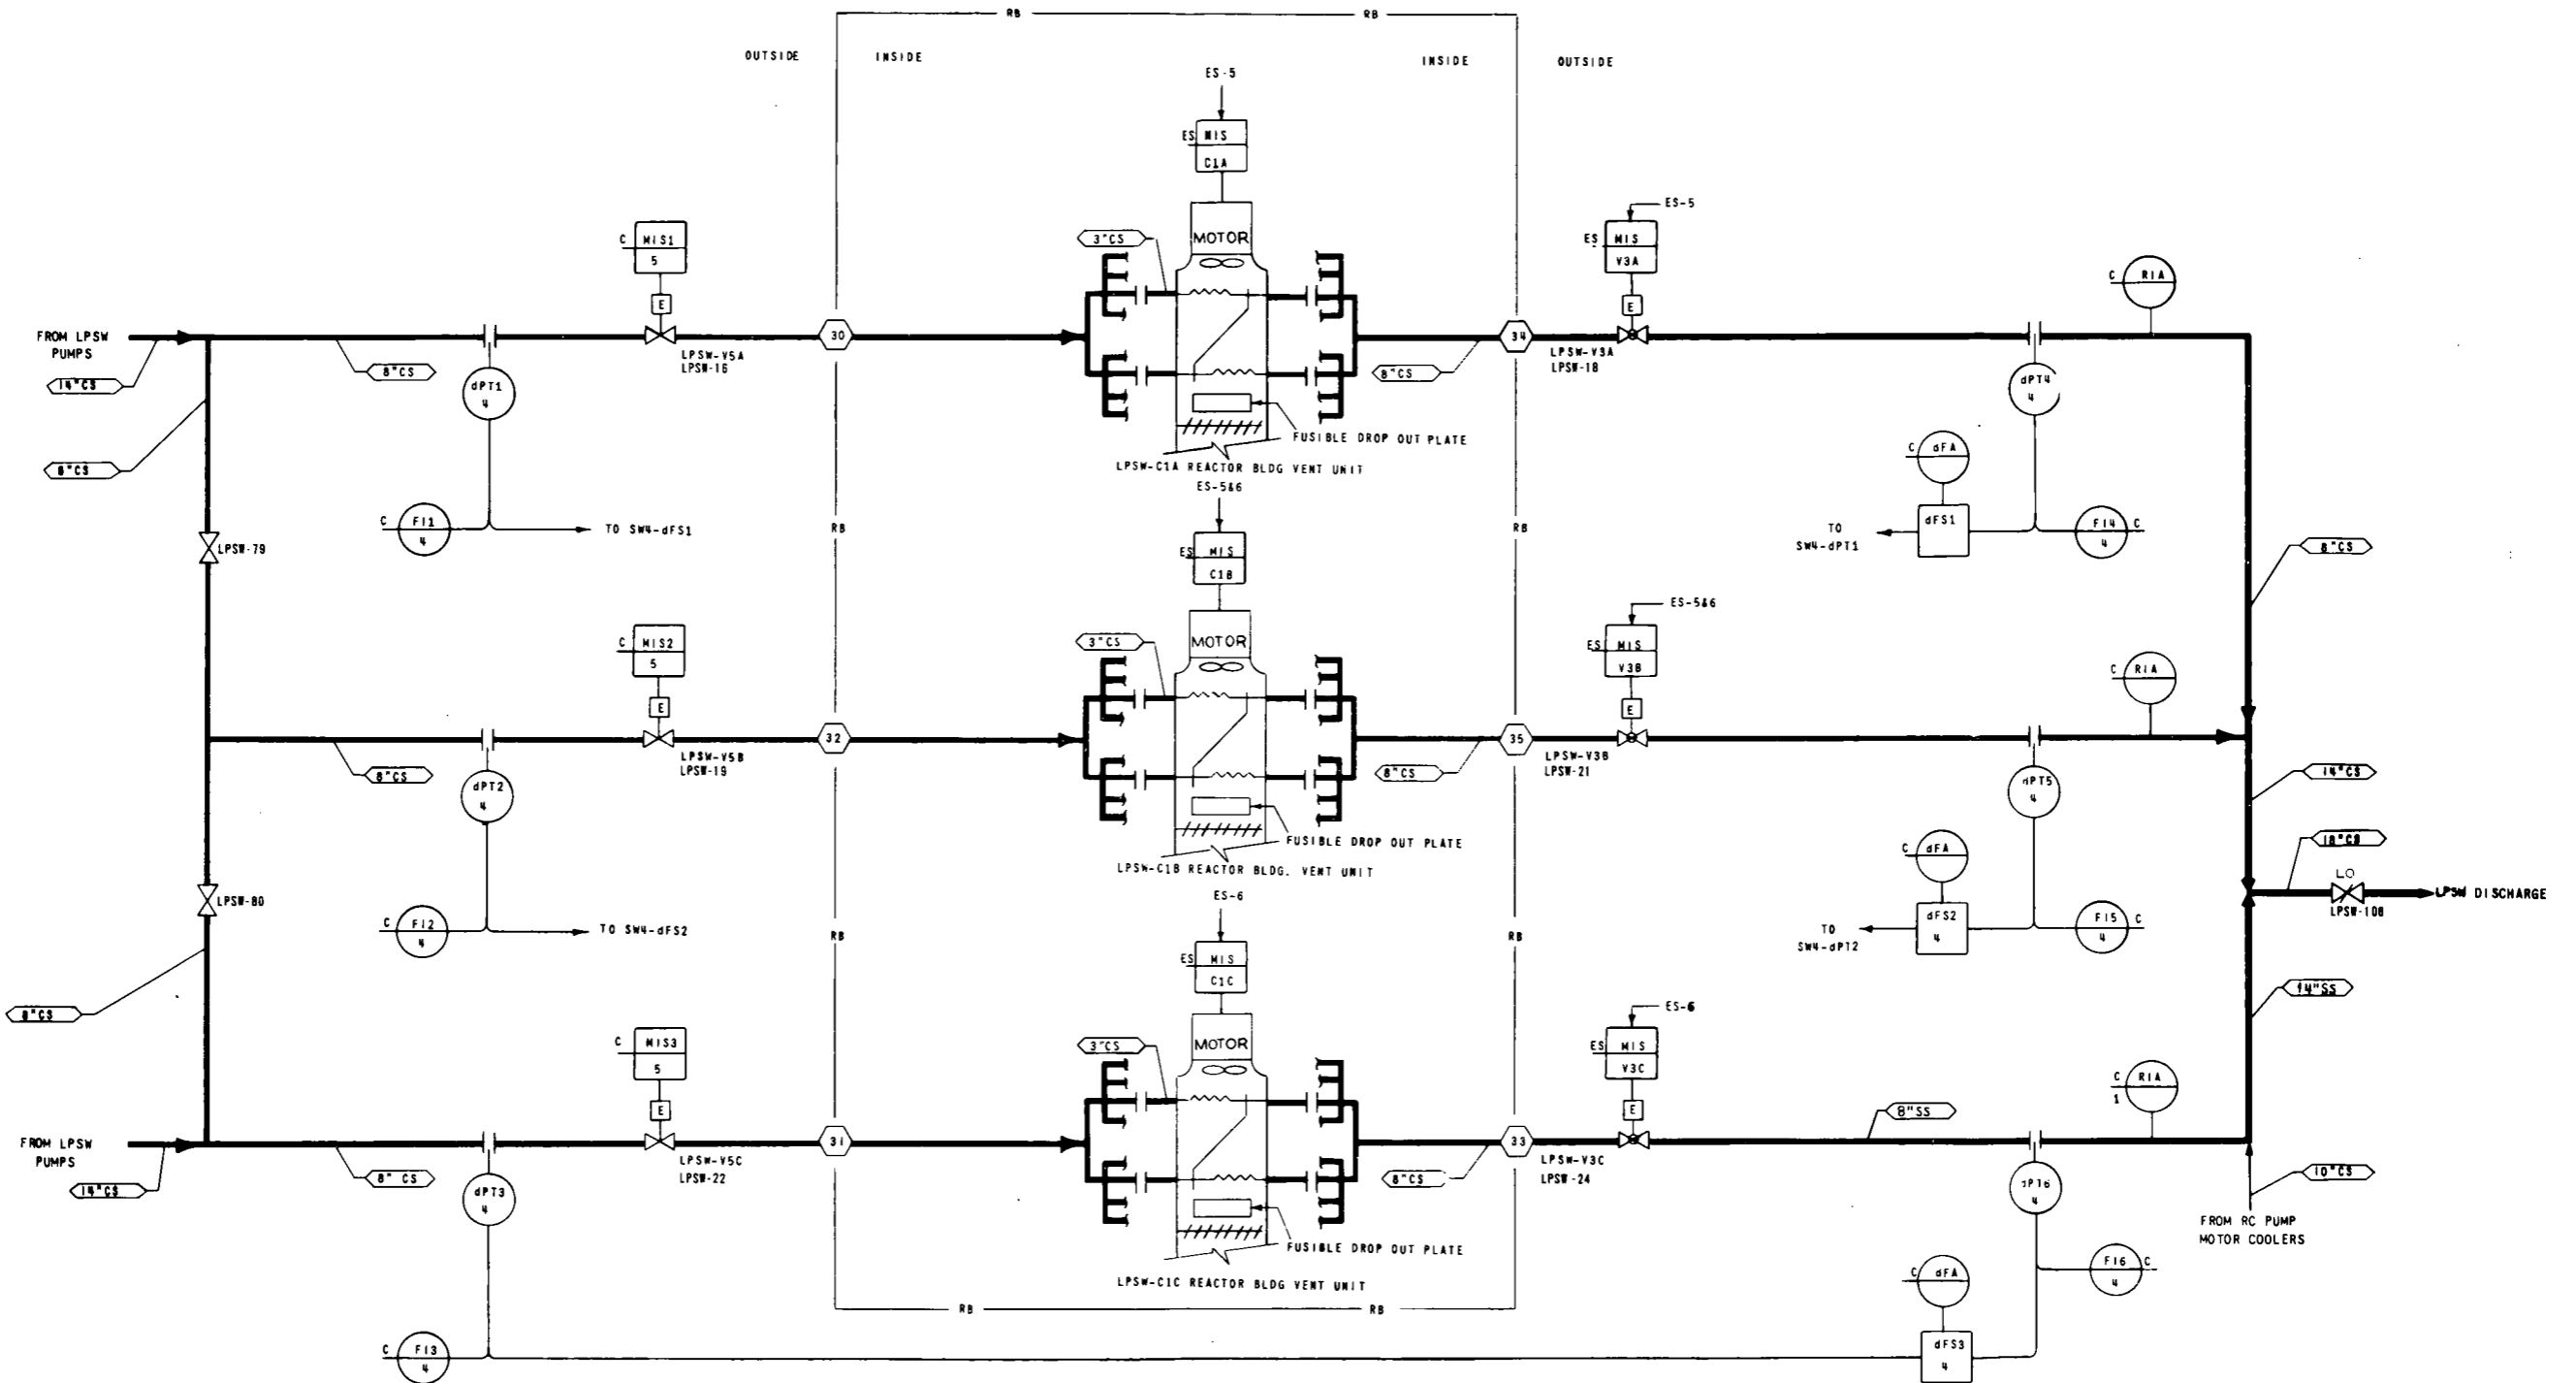 RB
RB
OUTSIDE
INSIDE
INSIDE
OUTSIDE
ES-5
ES
MIS
C1A
MOTOR
3"CS
C
MIS1
5
E
FROM LPSW
PUMPS
14"CS
8"CS
8"CS
dPT1
4
LPSW-V5A
LPSW-16
30
34
8"CS
LPSW-V3A
LPSW-18
ES-5
ES
MIS
V3A
E
C
RIA
dPT4
4
FUSIBLE DROP OUT PLATE
LPSW-C1A REACTOR BLDG VENT UNIT
C
FI1
4
TO SW4-dFS1
C
dFA
dFS1
TO
SW4-dPT1
FI4
4
C
8"CS
LPSW-79
RB
RB
ES-5&6
ES
MIS
C1B
MOTOR
3"CS
C
MIS2
5
E
8"CS
dPT2
4
LPSW-V5B
LPSW-19
32
35
8"CS
LPSW-V3B
LPSW-21
ES-5&6
ES
MIS
V3B
E
C
RIA
dPT5
4
14"CS
18"CS
LO
LPSW-108
LPSW DISCHARGE
FUSIBLE DROP OUT PLATE
LPSW-C1B REACTOR BLDG. VENT UNIT
LPSW-80
C
FI2
4
TO SW4-dFS2
C
dFA
dFS2
4
TO
SW4-dPT2
FI5
4
C
RB
RB
8"CS
14"SS
ES-6
ES
MIS
C1C
MOTOR
3"CS
C
MIS3
5
E
FROM LPSW
PUMPS
14"CS
8" CS
dPT3
4
LPSW-V5C
LPSW-22
31
33
8"CS
LPSW-V3C
LPSW-24
ES-6
ES
MIS
V3C
E
8"SS
C
RIA
1
4
10"CS
FROM RC PUMP
MOTOR COOLERS
FUSIBLE DROP OUT PLATE
LPSW-C1C REACTOR BLDG VENT UNIT
RB
RB
C
FI3
4
C
dFA
dFS3
4
FI6
4
C